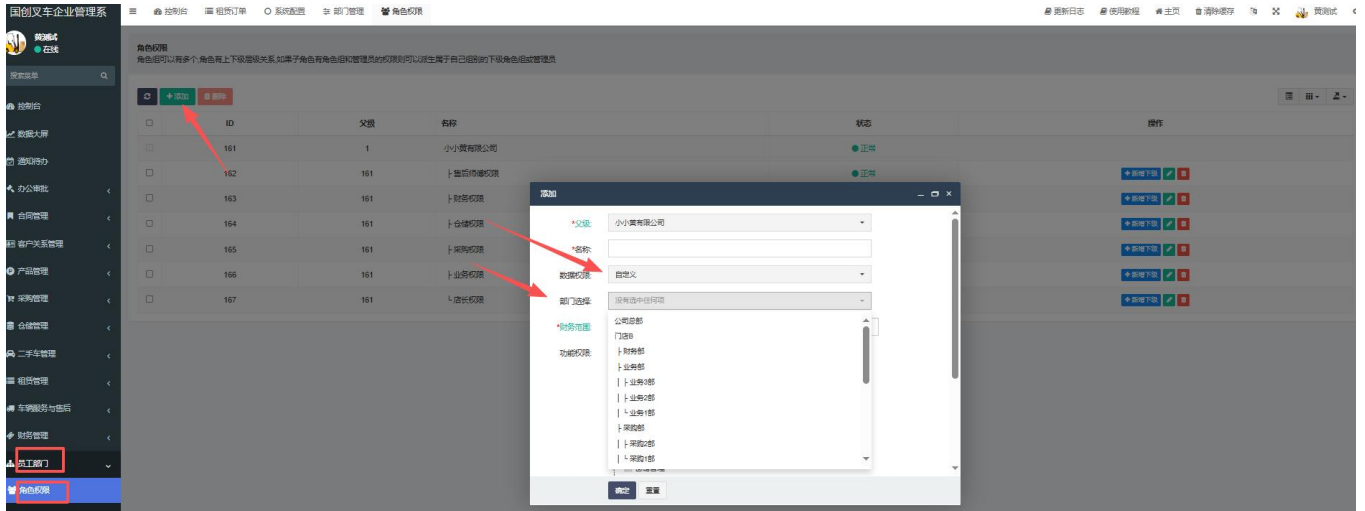 国创叉车企业管理系
控制台 租赁订单 系统配置 部门管理 角色权限
更新日志 使用教程 主页 清除缓存 黄测试
黄测试
在线
搜索菜单
控制台
数据大屏
通知待办
办公审批
合同管理
客户关系管理
产品管理
采购管理
仓储管理
二手车管理
租赁管理
车辆服务与售后
财务管理
员工部门
角色权限
角色权限
角色组可以有多个,角色有上下级层级关系,如果子角色有角色组和管理员的权限则可以派生属于自己组别的下级角色组或管理员
+添加 删除
ID 父级 名称 状态 操作
161 1 小小黄有限公司 正常
162 161 ├售后维修权限 正常 +新增下级
163 161 ├财务权限 +新增下级
164 161 ├仓储权限 +新增下级
165 161 ├采购权限 +新增下级
166 161 ├业务权限 +新增下级
167 161 └店长权限 +新增下级
添加
*父级: 小小黄有限公司
*名称:
数据权限: 自定义
部门选择: 没有选中任何项
*财务范围:
功能权限:
公司总部
门店B
├财务部
├业务部
│├业务3部
│├业务2部
│└业务1部
├采购部
│├采购2部
│└采购1部
确定 重置